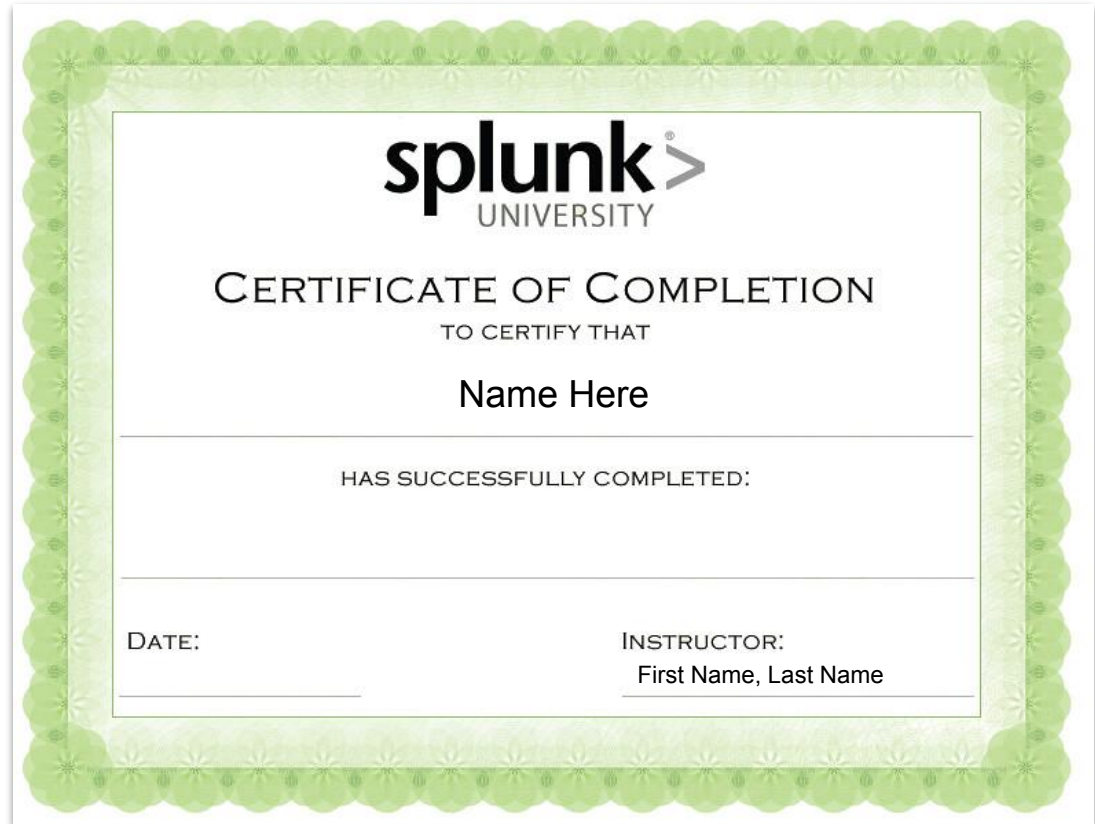 splunk>®
UNIVERSITY
CERTIFICATE OF COMPLETION
TO CERTIFY THAT
Name Here
HAS SUCCESSFULLY COMPLETED:
DATE:
INSTRUCTOR:
First Name, Last Name